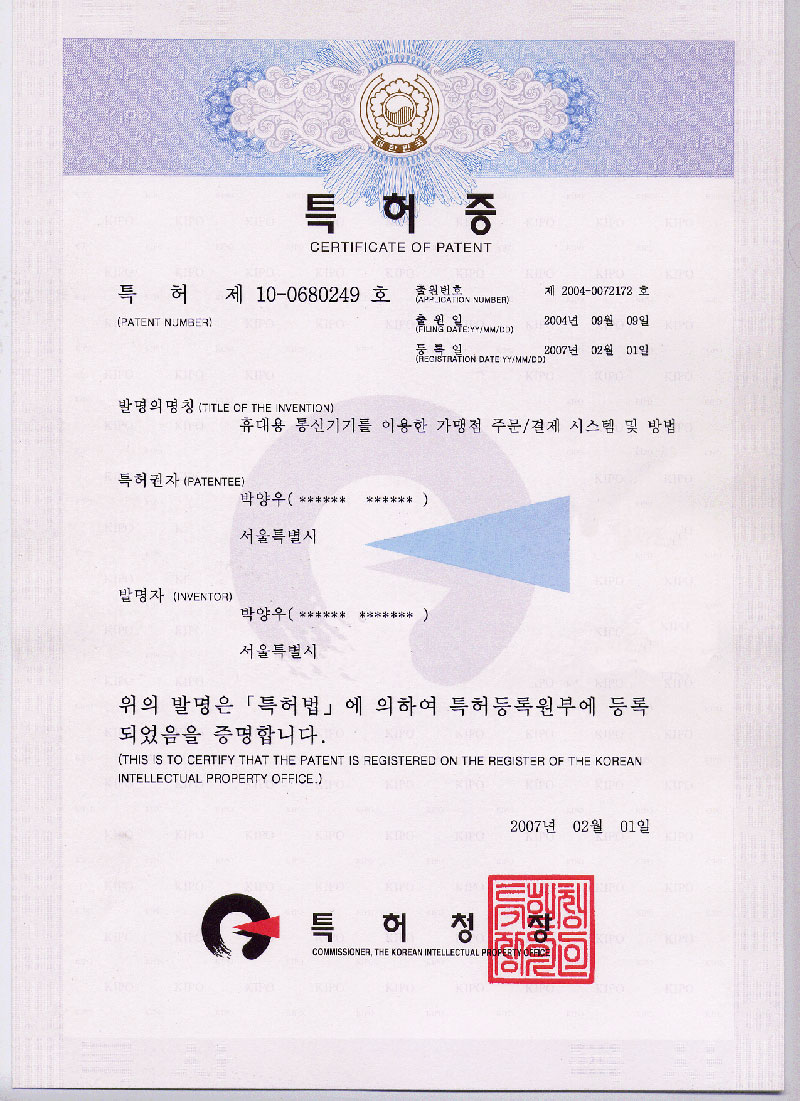 대한민국
특 허 증
CERTIFICATE OF PATENT
특 허 제 10-0680249 호
(PATENT NUMBER)
출원번호 제 2004-0072172 호
(APPLICATION NUMBER)
출 원 일 2004년 09월 09일
(FILING DATE:YY/MM/DD)
등 록 일 2007년 02월 01일
(REGISTRATION DATE:YY/MM/DD)
발명의명칭 (TITLE OF THE INVENTION)
휴대용 통신기기를 이용한 가맹점 주문/결제 시스템 및 방법
특허권자 (PATENTEE)
박양우( ****** ****** )
서울특별시
발명자 (INVENTOR)
박양우( ****** ******* )
서울특별시
위의 발명은 「특허법」에 의하여 특허등록원부에 등록
되었음을 증명합니다.
(THIS IS TO CERTIFY THAT THE PATENT IS REGISTERED ON THE REGISTER OF THE KOREAN
INTELLECTUAL PROPERTY OFFICE.)
2007년 02월 01일
특 허 청 장
COMMISSIONER, THE KOREAN INTELLECTUAL PROPERTY OFFICE